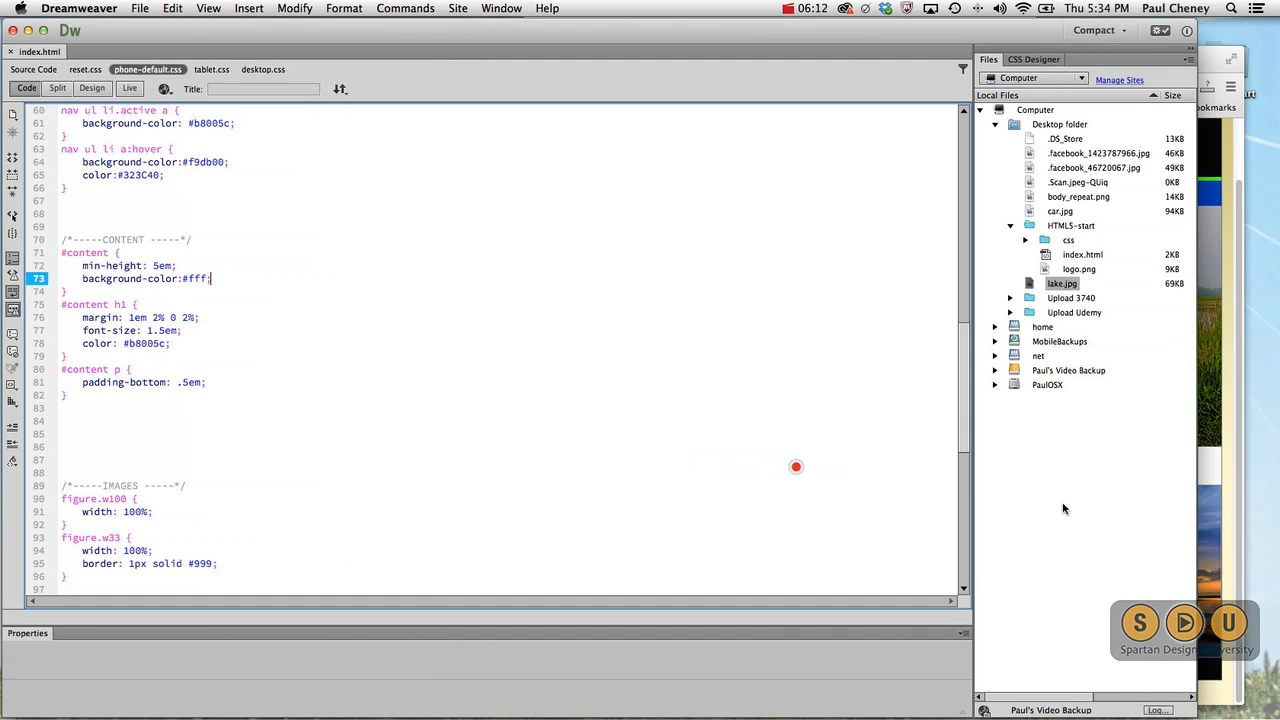 Dreamweaver File Edit View Insert Modify Format Commands Site Window Help 06:12 Thu 5:34 PM Paul Cheney
Dw Compact
× index.html
Source Code reset.css phone-default.css tablet.css desktop.css
Code Split Design Live Title:
60 nav ul li.active a {
61 background-color: #b8005c;
62 }
63 nav ul li a:hover {
64 background-color:#f9db00;
65 color:#323C40;
66 }
67
68
69
70 /*-----CONTENT -----*/
71 #content {
72 min-height: 5em;
73 background-color:#fff;
74 }
75 #content h1 {
76 margin: 1em 2% 0 2%;
77 font-size: 1.5em;
78 color: #b8005c;
79 }
80 #content p {
81 padding-bottom: .5em;
82 }
83
84
85
86
87
88
89 /*-----IMAGES -----*/
90 figure.w100 {
91 width: 100%;
92 }
93 figure.w33 {
94 width: 100%;
95 border: 1px solid #999;
96 }
97
Properties
Files CSS Designer
Computer Manage Sites
Local Files Size
Computer
Desktop folder
.DS_Store 13KB
.facebook_1423787966.jpg 46KB
.facebook_46720067.jpg 49KB
.Scan.jpeg-QUiq 0KB
body_repeat.png 14KB
car.jpg 94KB
HTML5-start
css
index.html 2KB
logo.png 9KB
lake.jpg 69KB
Upload 3740
Upload Udemy
home
MobileBackups
net
Paul's Video Backup
PaulOSX
Paul's Video Backup Log...
S D U
Spartan Design University